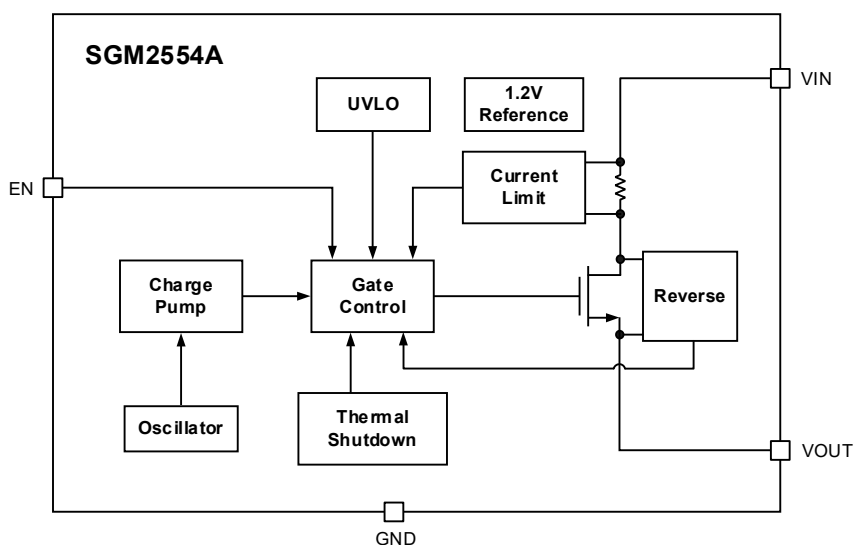 SGM2554A
UVLO
1.2V
Reference
VIN
Current
Limit
EN
Charge
Pump
Gate
Control
Reverse
Oscillator
Thermal
Shutdown
VOUT
GND